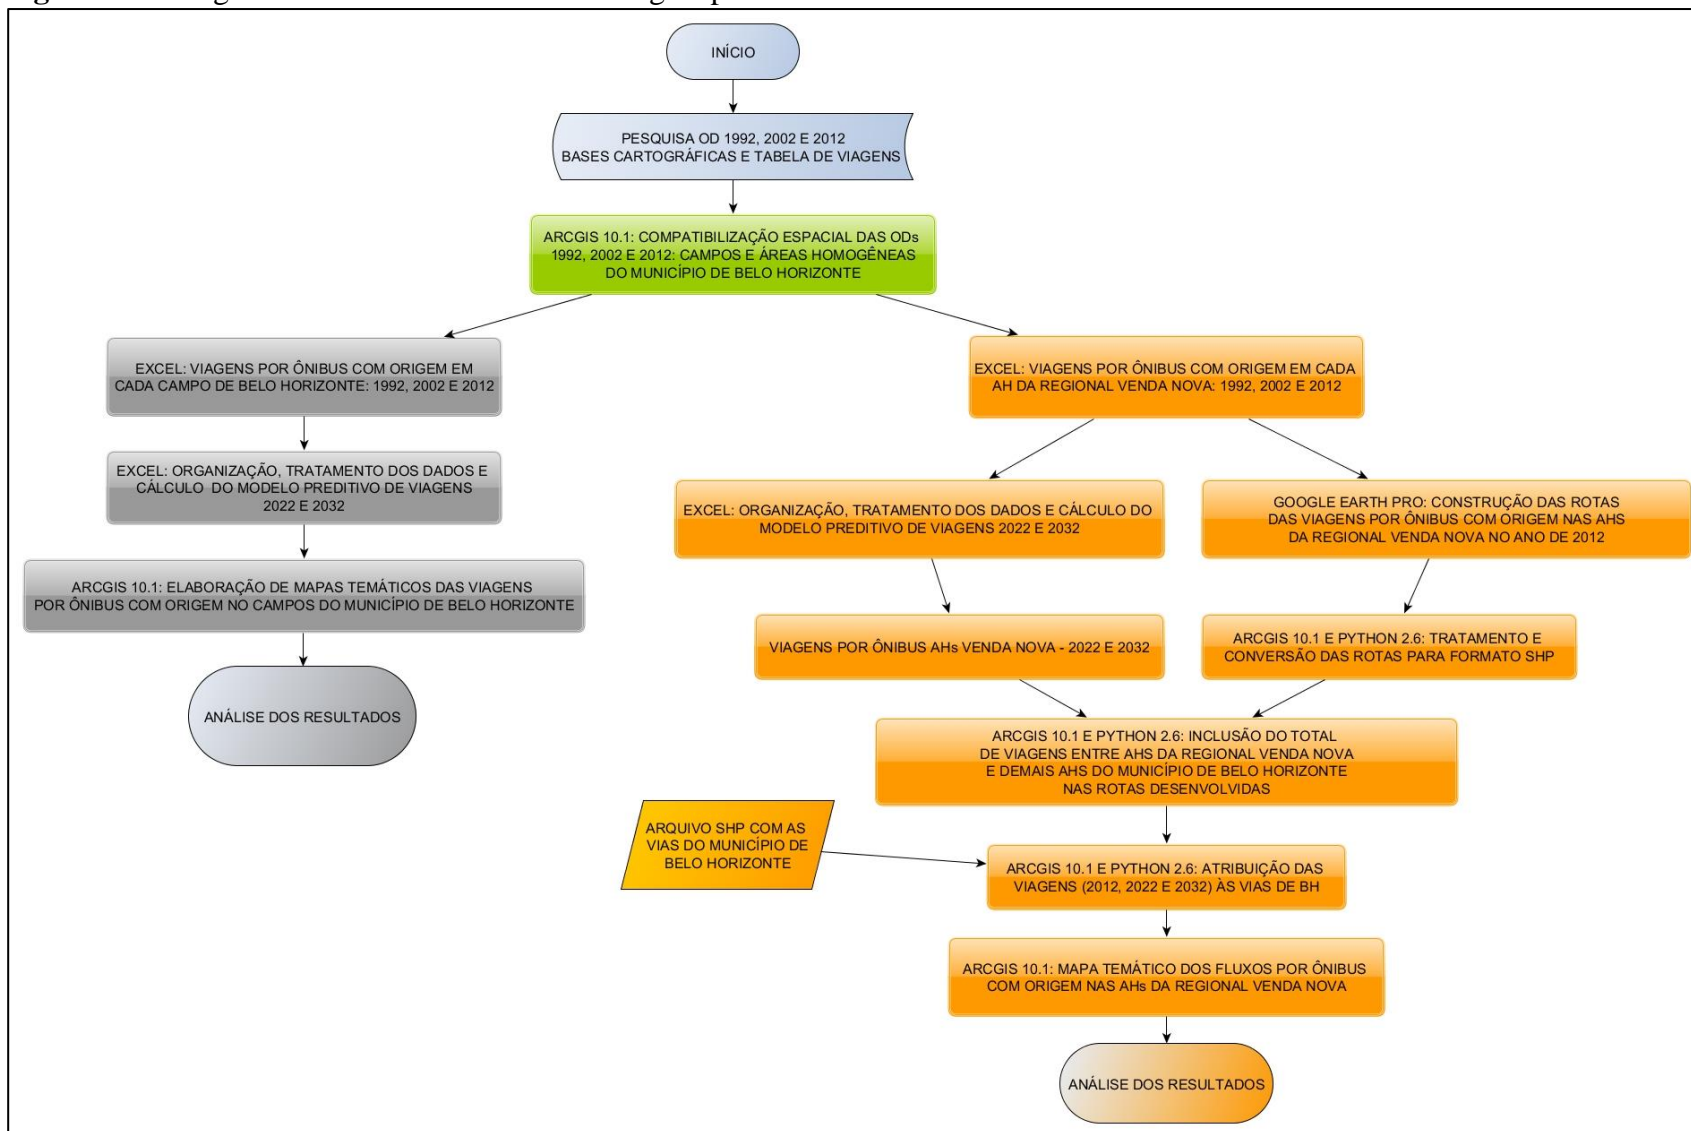 INÍCIO
PESQUISA OD 1992, 2002 E 2012
BASES CARTOGRÁFICAS E TABELA DE VIAGENS
ARCGIS 10.1: COMPATIBILIZAÇÃO ESPACIAL DAS ODs
1992, 2002 E 2012: CAMPOS E ÁREAS HOMOGÊNEAS
DO MUNICÍPIO DE BELO HORIZONTE
EXCEL: VIAGENS POR ÔNIBUS COM ORIGEM EM
CADA CAMPO DE BELO HORIZONTE: 1992, 2002 E 2012
EXCEL: ORGANIZAÇÃO, TRATAMENTO DOS DADOS E
CÁLCULO DO MODELO PREDITIVO DE VIAGENS
2022 E 2032
ARCGIS 10.1: ELABORAÇÃO DE MAPAS TEMÁTICOS DAS VIAGENS
POR ÔNIBUS COM ORIGEM NO CAMPOS DO MUNICÍPIO DE BELO HORIZONTE
ANÁLISE DOS RESULTADOS
EXCEL: VIAGENS POR ÔNIBUS COM ORIGEM EM CADA
AH DA REGIONAL VENDA NOVA: 1992, 2002 E 2012
EXCEL: ORGANIZAÇÃO, TRATAMENTO DOS DADOS E CÁLCULO DO
MODELO PREDITIVO DE VIAGENS 2022 E 2032
GOOGLE EARTH PRO: CONSTRUÇÃO DAS ROTAS
DAS VIAGENS POR ÔNIBUS COM ORIGEM NAS AHS
DA REGIONAL VENDA NOVA NO ANO DE 2012
VIAGENS POR ÔNIBUS AHs VENDA NOVA - 2022 E 2032
ARCGIS 10.1 E PYTHON 2.6: TRATAMENTO E
CONVERSÃO DAS ROTAS PARA FORMATO SHP
ARCGIS 10.1 E PYTHON 2.6: INCLUSÃO DO TOTAL
DE VIAGENS ENTRE AHS DA REGIONAL VENDA NOVA
E DEMAIS AHS DO MUNICÍPIO DE BELO HORIZONTE
NAS ROTAS DESENVOLVIDAS
ARQUIVO SHP COM AS
VIAS DO MUNICÍPIO DE
BELO HORIZONTE
ARCGIS 10.1 E PYTHON 2.6: ATRIBUIÇÃO DAS
VIAGENS (2012, 2022 E 2032) ÀS VIAS DE BH
ARCGIS 10.1: MAPA TEMÁTICO DOS FLUXOS POR ÔNIBUS
COM ORIGEM NAS AHs DA REGIONAL VENDA NOVA
ANÁLISE DOS RESULTADOS